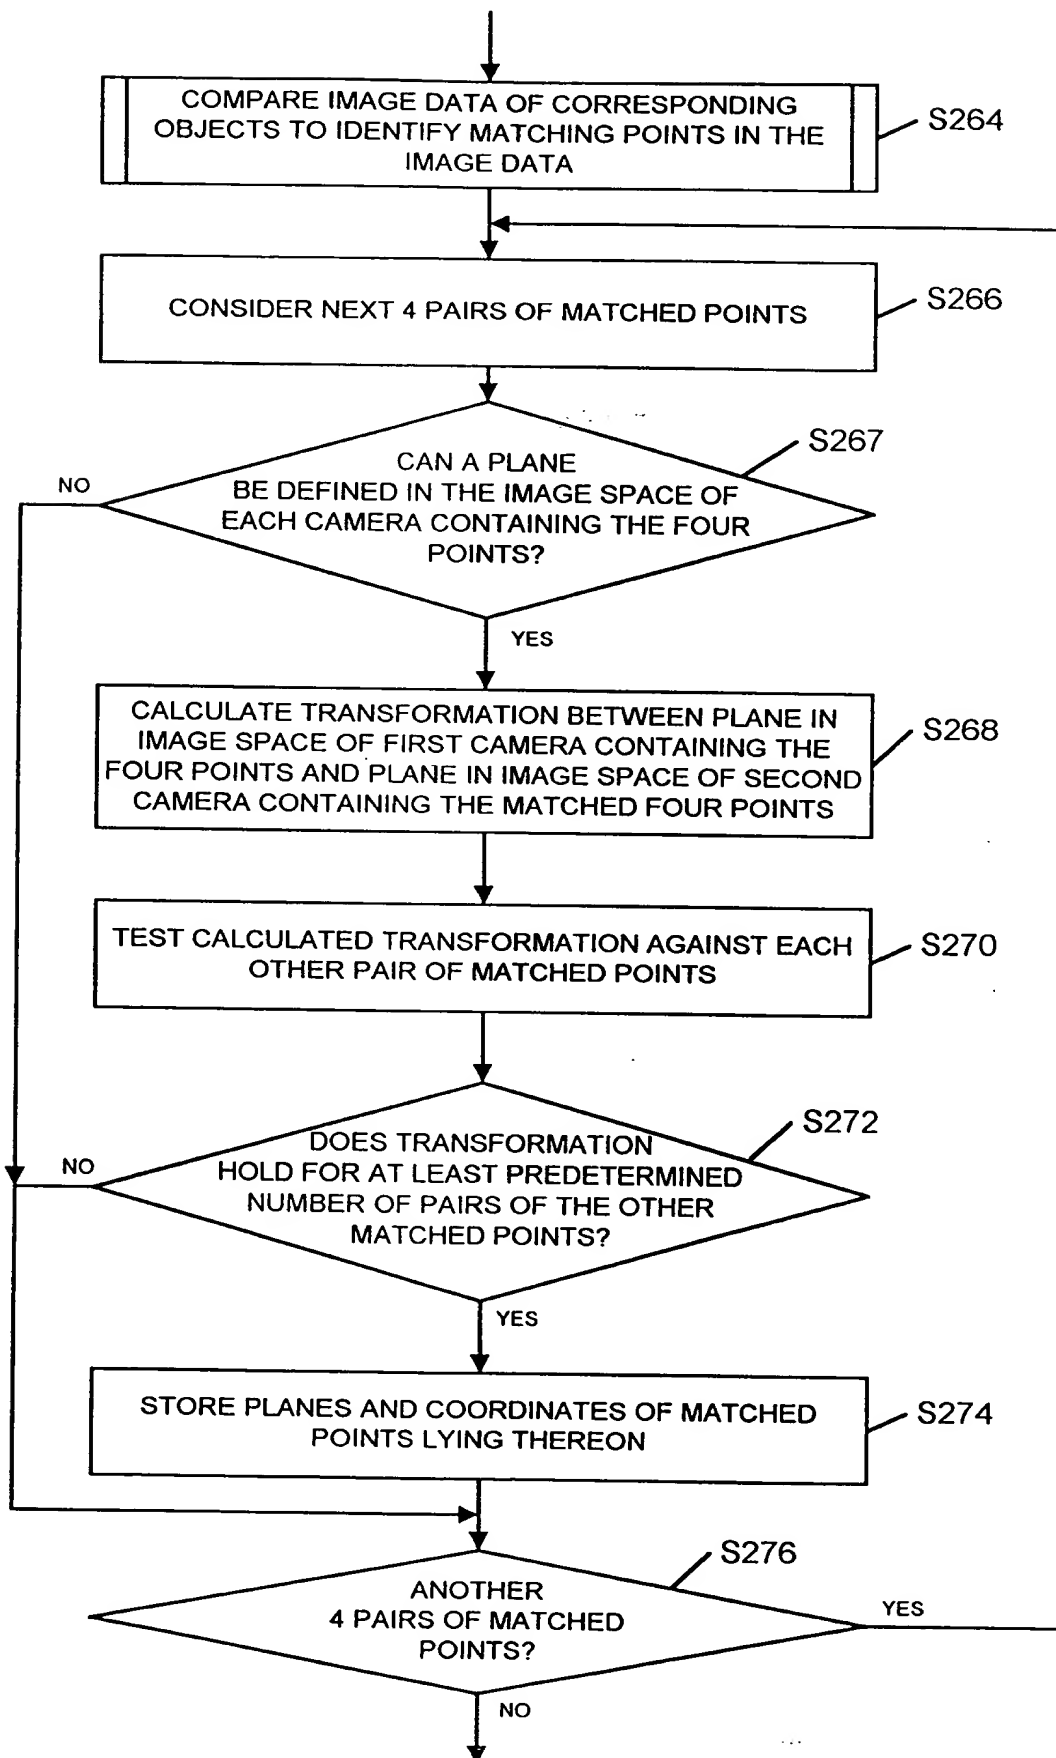 COMPARE IMAGE DATA OF CORRESPONDING
OBJECTS TO IDENTIFY MATCHING POINTS IN THE
IMAGE DATA
S264
CONSIDER NEXT 4 PAIRS OF MATCHED POINTS
S266
S267
CAN A PLANE
BE DEFINED IN THE IMAGE SPACE OF
EACH CAMERA CONTAINING THE FOUR
POINTS?
NO
YES
CALCULATE TRANSFORMATION BETWEEN PLANE IN
IMAGE SPACE OF FIRST CAMERA CONTAINING THE
FOUR POINTS AND PLANE IN IMAGE SPACE OF SECOND
CAMERA CONTAINING THE MATCHED FOUR POINTS
S268
TEST CALCULATED TRANSFORMATION AGAINST EACH
OTHER PAIR OF MATCHED POINTS
S270
S272
DOES TRANSFORMATION
HOLD FOR AT LEAST PREDETERMINED
NUMBER OF PAIRS OF THE OTHER
MATCHED POINTS?
NO
YES
STORE PLANES AND COORDINATES OF MATCHED
POINTS LYING THEREON
S274
S276
ANOTHER
4 PAIRS OF MATCHED
POINTS?
YES
NO